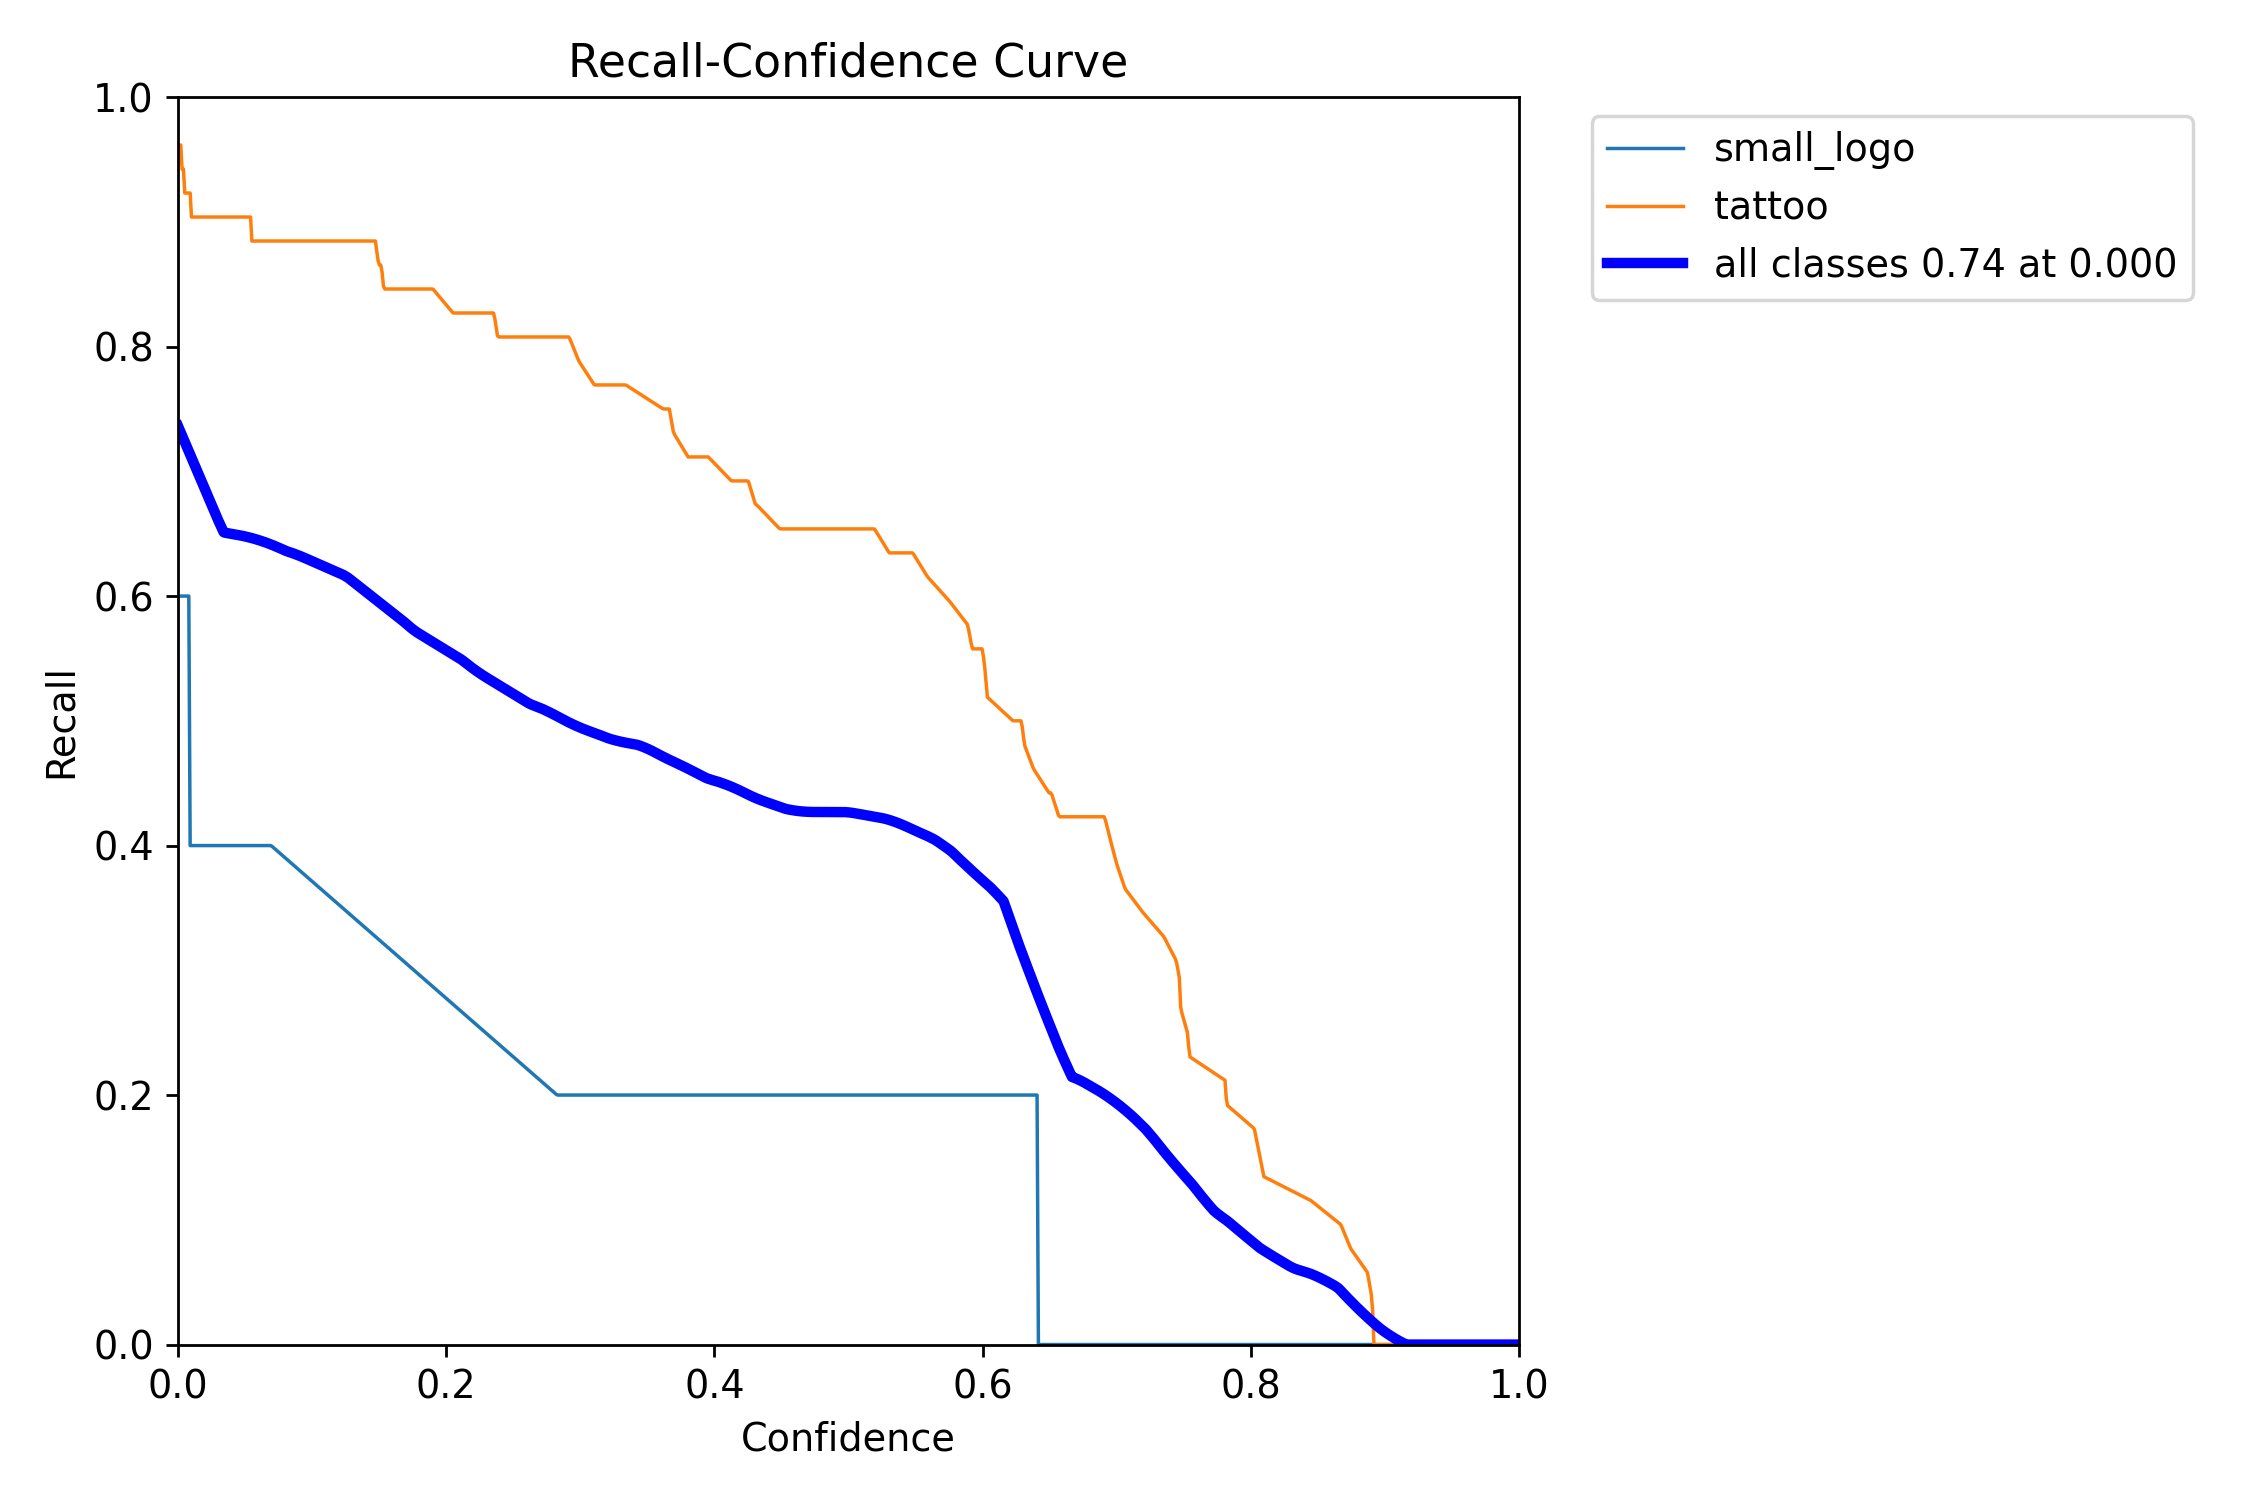 Recall-Confidence Curve
1.0
0.8
0.6
0.4
0.2
0.0
Recall
0.0 0.2 0.4 0.6 0.8 1.0
Confidence
small_logo
tattoo
all classes 0.74 at 0.000